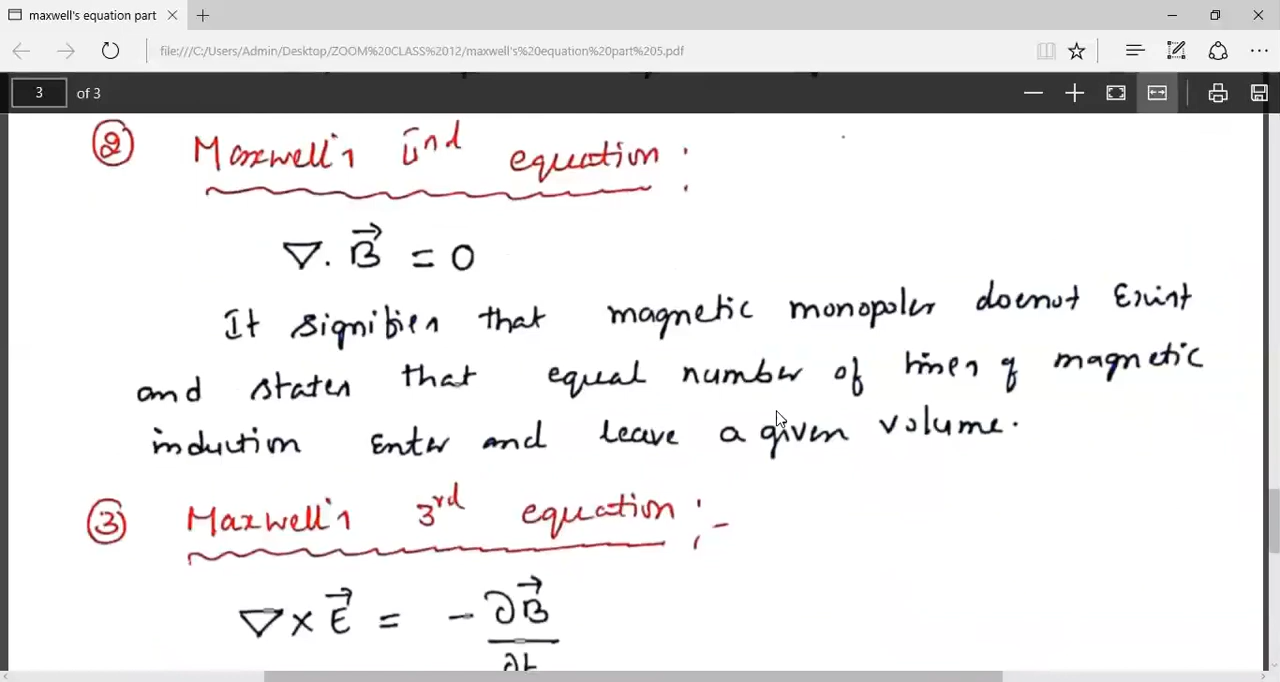 maxwell's equation part
file:///C:/Users/Admin/Desktop/ZOOM%20CLASS%2012/maxwell's%20equation%20part%205.pdf
3 of 3
② Maxwell's IInd equation :
∇. B⃗ = 0
It signifies that magnetic monopoles doesnot Exist
and states that equal number of lines of magnetic
indution Enter and leave a given volume.
③ Maxwell's 3rd equation :-
∇ × E⃗ = - ∂B⃗
∂t